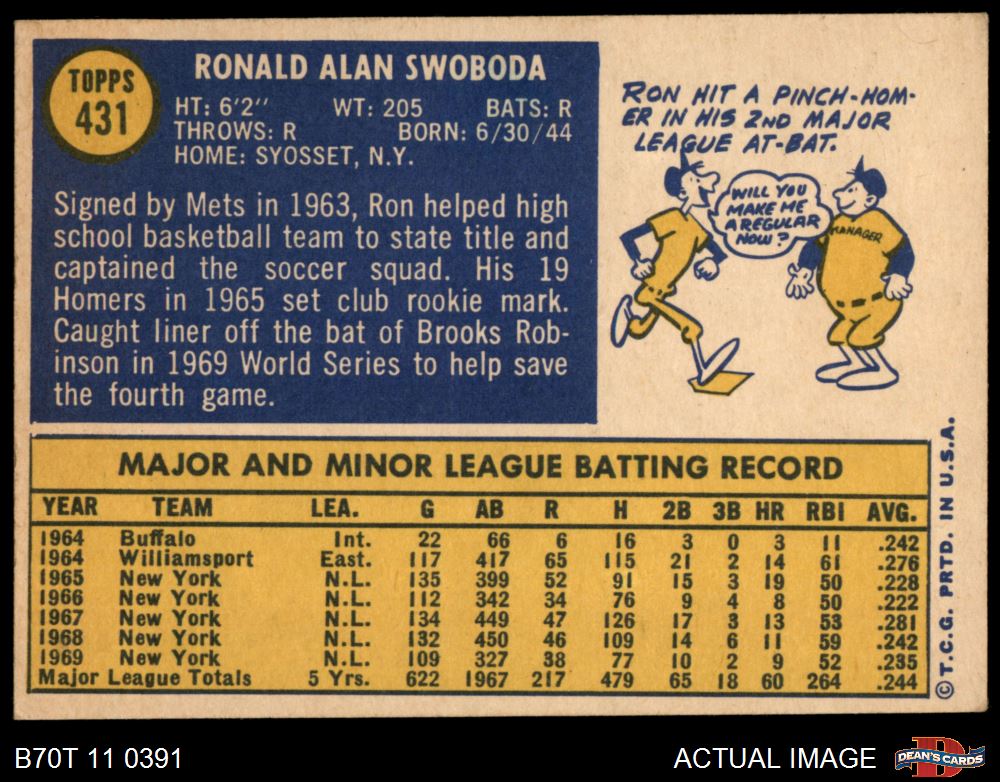 TOPPS
431
RONALD ALAN SWOBODA
HT: 6'2" WT: 205 BATS: R
THROWS: R BORN: 6/30/44
HOME: SYOSSET, N.Y.
Signed by Mets in 1963, Ron helped high
school basketball team to state title and
captained the soccer squad. His 19
Homers in 1965 set club rookie mark.
Caught liner off the bat of Brooks Rob-
inson in 1969 World Series to help save
the fourth game.
RON HIT A PINCH-HOM-
ER IN HIS 2ND MAJOR
LEAGUE AT-BAT.
WILL YOU
MAKE ME
A REGULAR
NOW?
MANAGER
MAJOR AND MINOR LEAGUE BATTING RECORD
YEAR TEAM LEA. G AB R H 2B 3B HR RBI AVG.
1964 Buffalo Int. 22 66 6 16 3 0 3 11 .242
1964 Williamsport East. 117 417 65 115 21 2 14 61 .276
1965 New York N.L. 135 399 52 91 15 3 19 50 .228
1966 New York N.L. 112 342 34 76 9 4 8 50 .222
1967 New York N.L. 134 449 47 126 17 3 13 53 .281
1968 New York N.L. 132 450 46 109 14 6 11 59 .242
1969 New York N.L. 109 327 38 77 10 2 9 52 .235
Major League Totals 5 Yrs. 622 1967 217 479 65 18 60 264 .244
© T.C.G. PRTD. IN U.S.A.
B70T 11 0391
ACTUAL IMAGE
D
DEAN'S CARDS